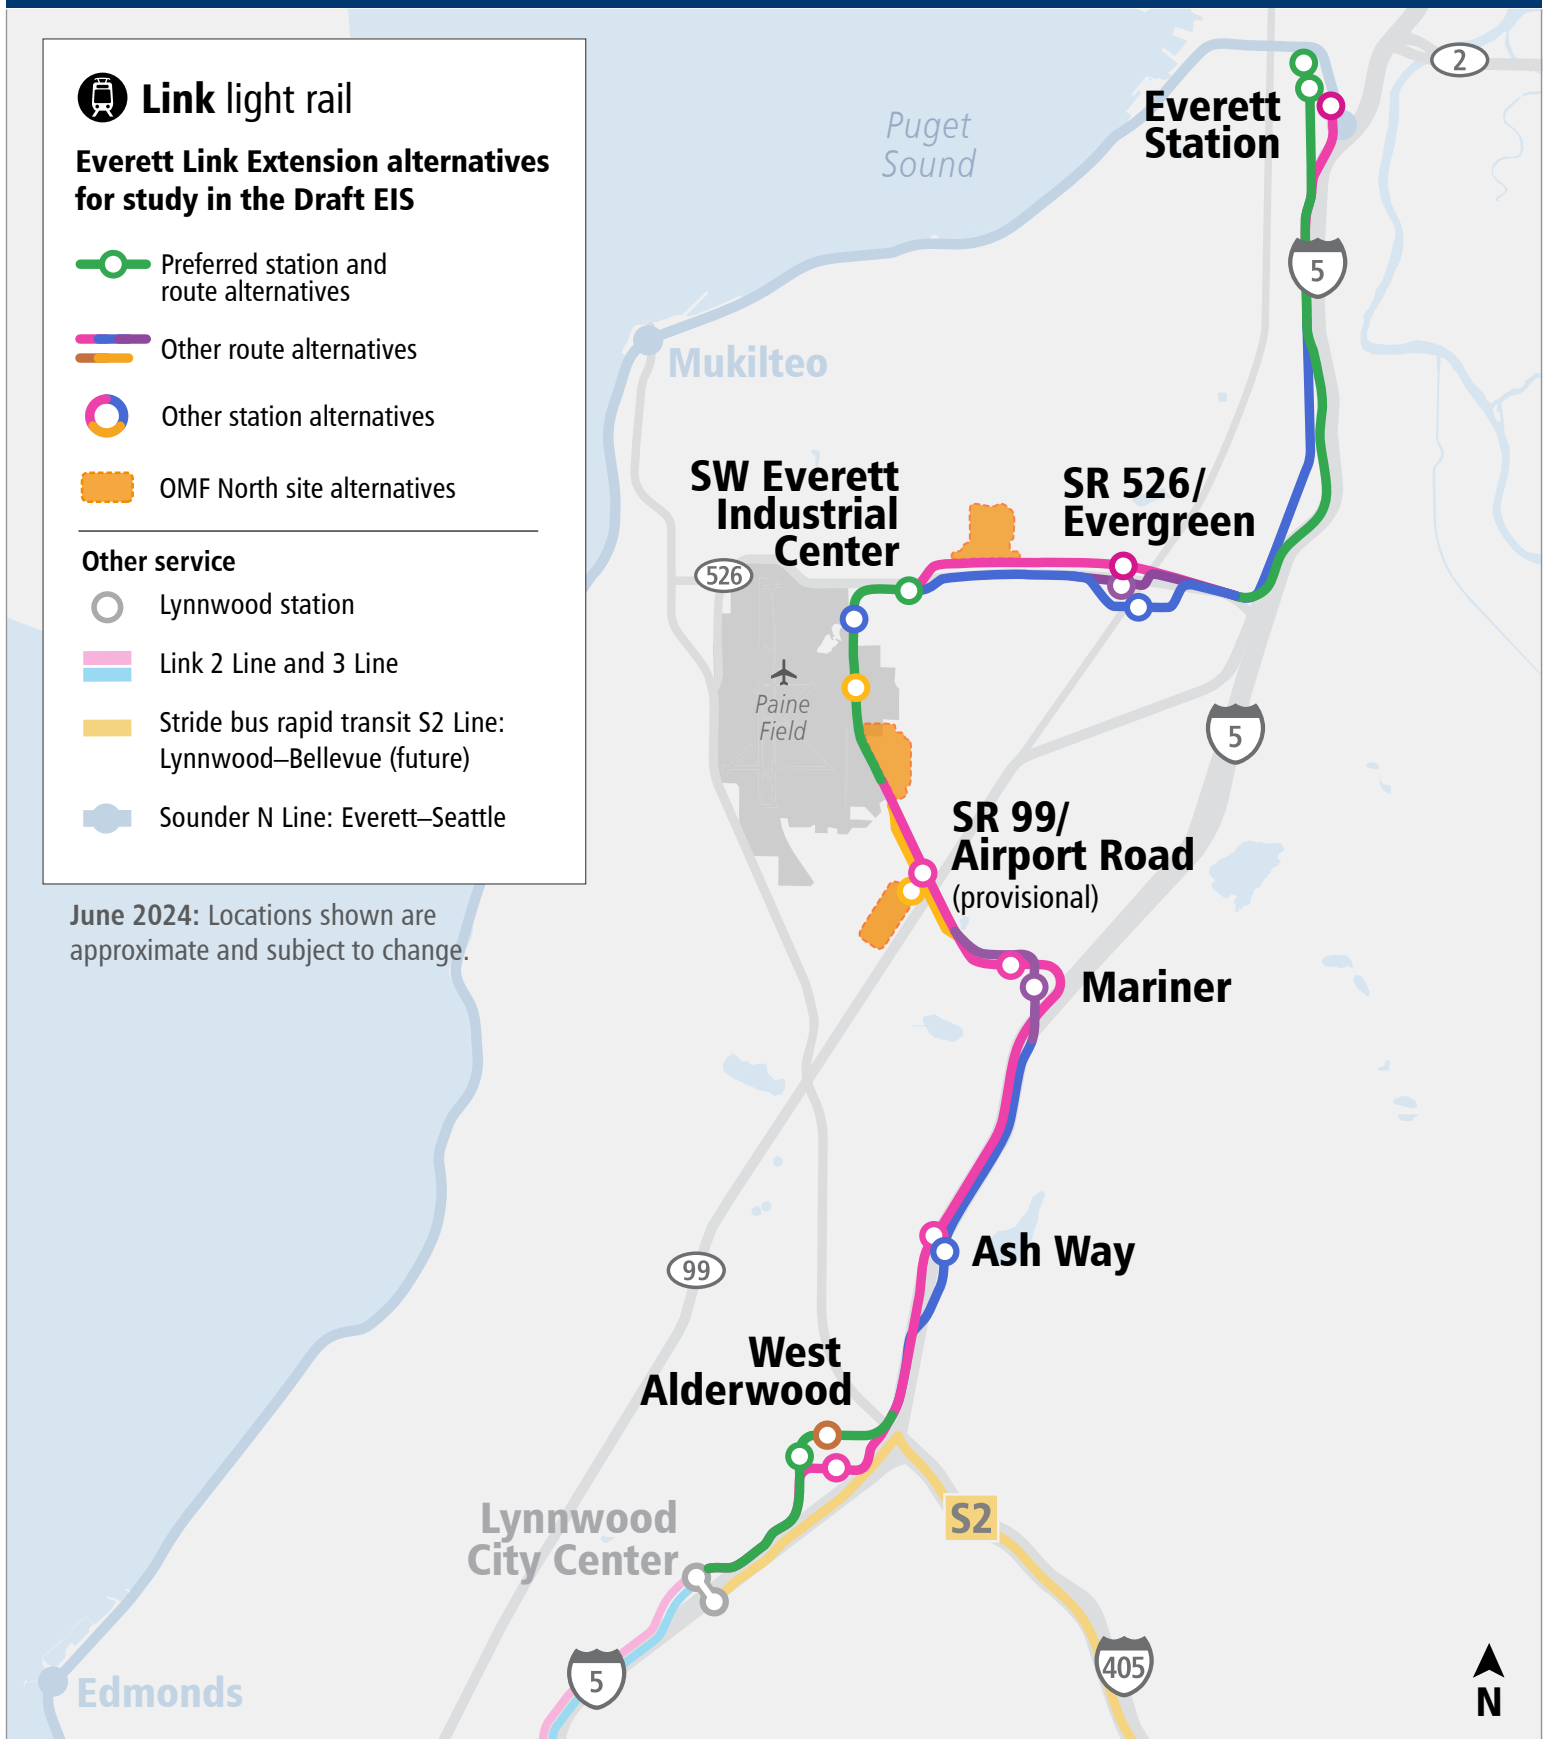 Link light rail
Everett Link Extension alternatives
for study in the Draft EIS
Preferred station and
route alternatives
Other route alternatives
Other station alternatives
OMF North site alternatives
Other service
Lynnwood station
Link 2 Line and 3 Line
Stride bus rapid transit S2 Line:
Lynnwood–Bellevue (future)
Sounder N Line: Everett–Seattle
June 2024: Locations shown are
approximate and subject to change.
2
Everett
Station
Puget
Sound
5
Mukilteo
SW Everett
Industrial
Center
SR 526/
Evergreen
526
Paine
Field
5
SR 99/
Airport Road
(provisional)
Mariner
Ash Way
99
West
Alderwood
Lynnwood
City Center
S2
5
405
Edmonds
N